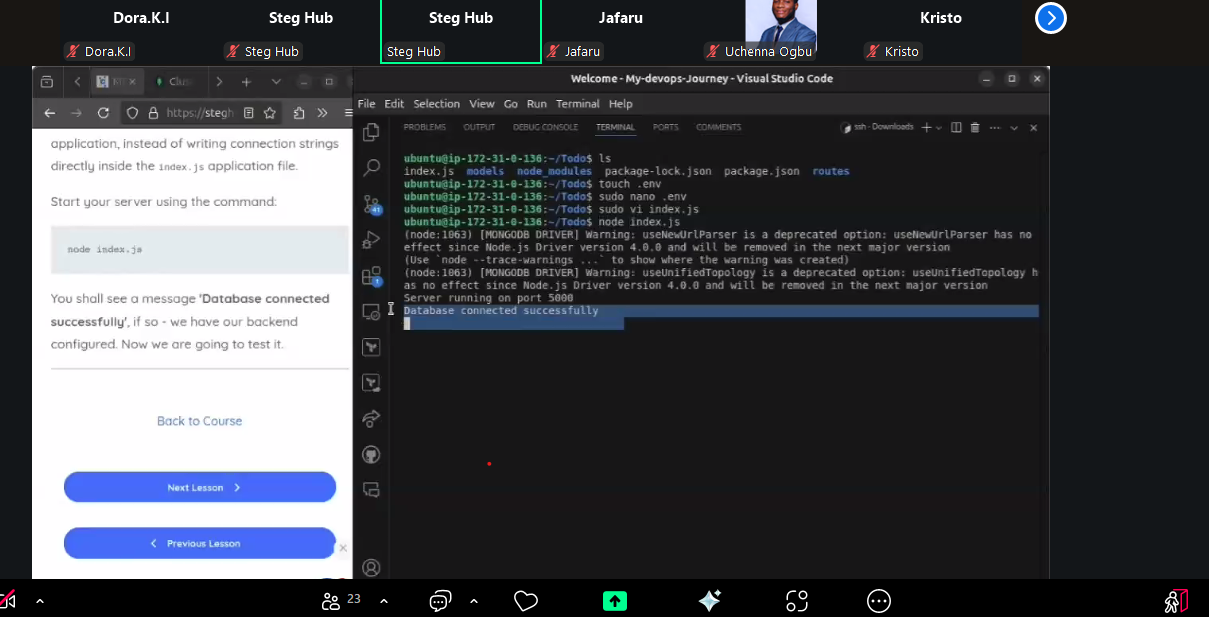 Dora.K.I
Steg Hub
Steg Hub
Jafaru
Kristo
Dora.K.I
Steg Hub
Steg Hub
Jafaru
Uchenna Ogbu
Kristo
Welcome - My-devops-Journey - Visual Studio Code
https://stegh
File Edit Selection View Go Run Terminal Help
PROBLEMS OUTPUT DEBUG CONSOLE TERMINAL PORTS COMMENTS
ssh - Downloads
application, instead of writing connection strings
directly inside the index.js application file.
Start your server using the command:
node index.js
You shall see a message 'Database connected
successfully', if so - we have our backend
configured. Now we are going to test it.
Back to Course
Next Lesson
Previous Lesson
41
1
ubuntu@ip-172-31-0-136:~/Todo$ ls
index.js models node_modules package-lock.json package.json routes
ubuntu@ip-172-31-0-136:~/Todo$ touch .env
ubuntu@ip-172-31-0-136:~/Todo$ sudo nano .env
ubuntu@ip-172-31-0-136:~/Todo$ sudo vi index.js
ubuntu@ip-172-31-0-136:~/Todo$ node index.js
(node:1063) [MONGODB DRIVER] Warning: useNewUrlParser is a deprecated option: useNewUrlParser has no
effect since Node.js Driver version 4.0.0 and will be removed in the next major version
(Use `node --trace-warnings ...` to show where the warning was created)
(node:1063) [MONGODB DRIVER] Warning: useUnifiedTopology is a deprecated option: useUnifiedTopology h
as no effect since Node.js Driver version 4.0.0 and will be removed in the next major version
Server running on port 5000
Database connected successfully
23